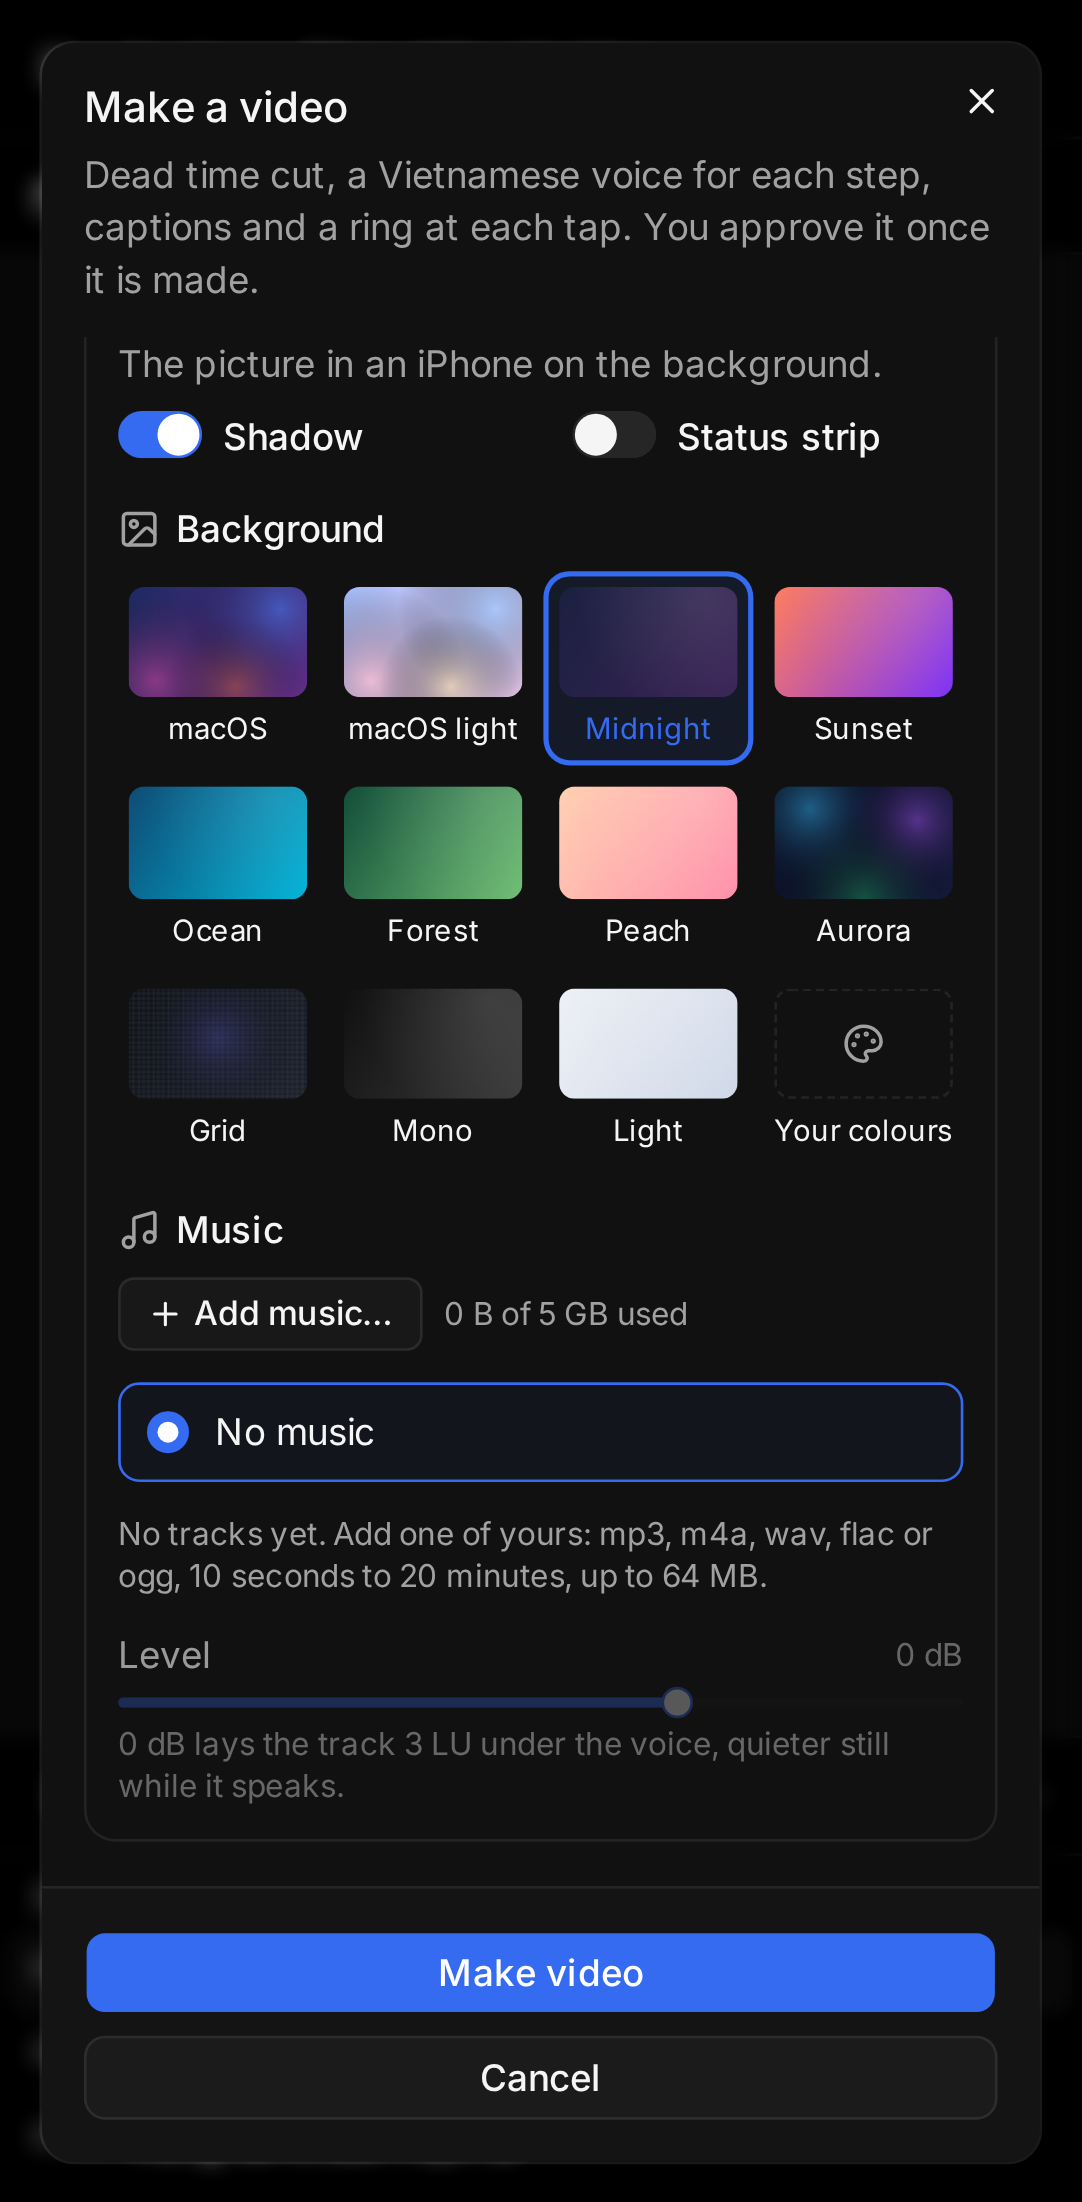 Make a video
Dead time cut, a Vietnamese voice for each step,
captions and a ring at each tap. You approve it once
it is made.
The picture in an iPhone on the background.
Shadow
Status strip
Background
macOS
macOS light
Midnight
Sunset
Ocean
Forest
Peach
Aurora
Grid
Mono
Light
Your colours
Music
+ Add music...
0 B of 5 GB used
No music
No tracks yet. Add one of yours: mp3, m4a, wav, flac or
ogg, 10 seconds to 20 minutes, up to 64 MB.
Level
0 dB
0 dB lays the track 3 LU under the voice, quieter still
while it speaks.
Make video
Cancel